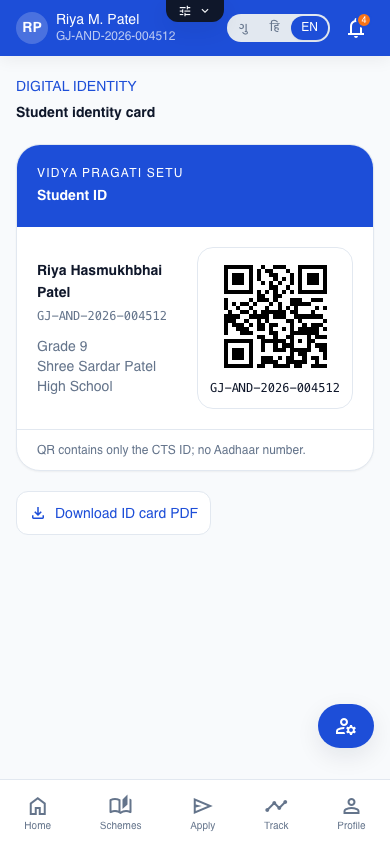 RP
Riya M. Patel
GJ-AND-2026-004512
ગુ
हि
EN
4
DIGITAL IDENTITY
Student identity card
VIDYA PRAGATI SETU
Student ID
Riya Hasmukhbhai
Patel
GJ-AND-2026-004512
Grade 9
Shree Sardar Patel
High School
GJ-AND-2026-004512
QR contains only the CTS ID; no Aadhaar number.
Download ID card PDF
Home
Schemes
Apply
Track
Profile